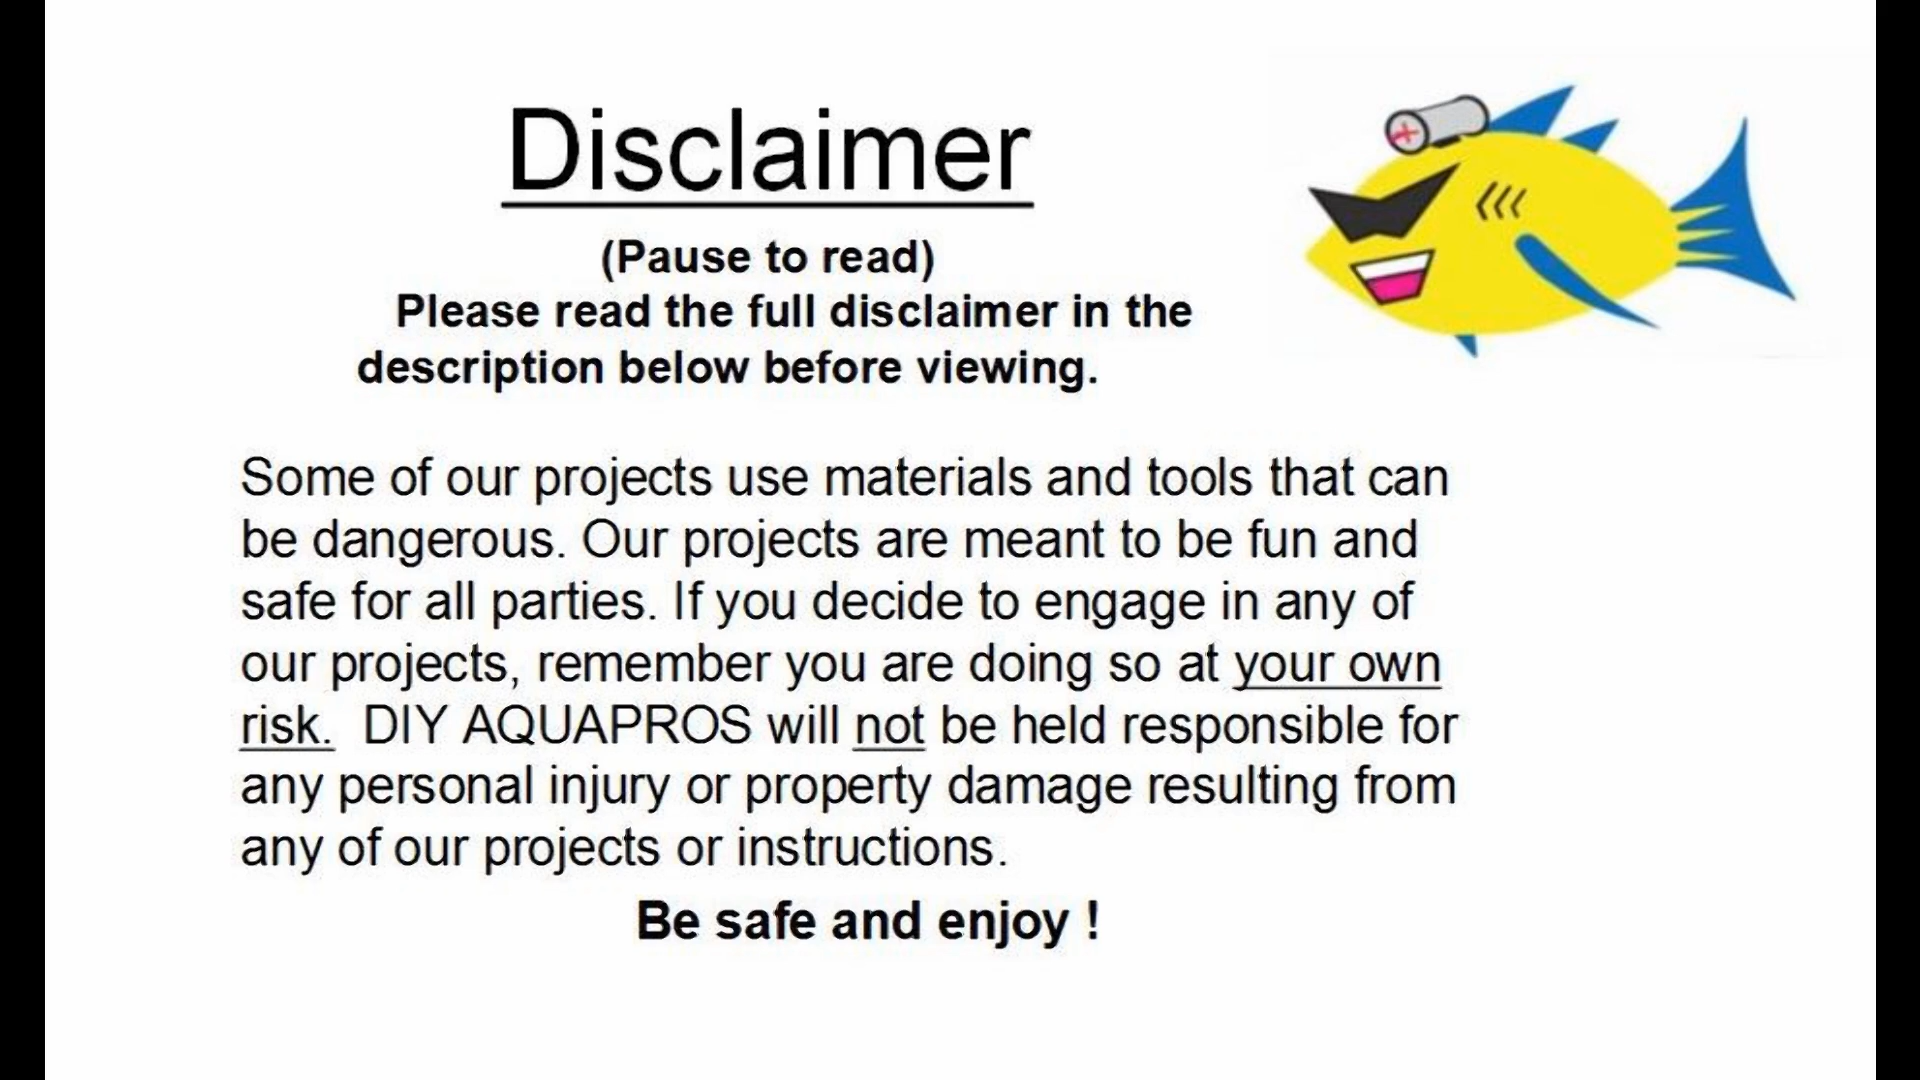 Disclaimer
(Pause to read)
Please read the full disclaimer in the
description below before viewing.
Some of our projects use materials and tools that can
be dangerous. Our projects are meant to be fun and
safe for all parties. If you decide to engage in any of
our projects, remember you are doing so at your own
risk. DIY AQUAPROS will not be held responsible for
any personal injury or property damage resulting from
any of our projects or instructions.
Be safe and enjoy !